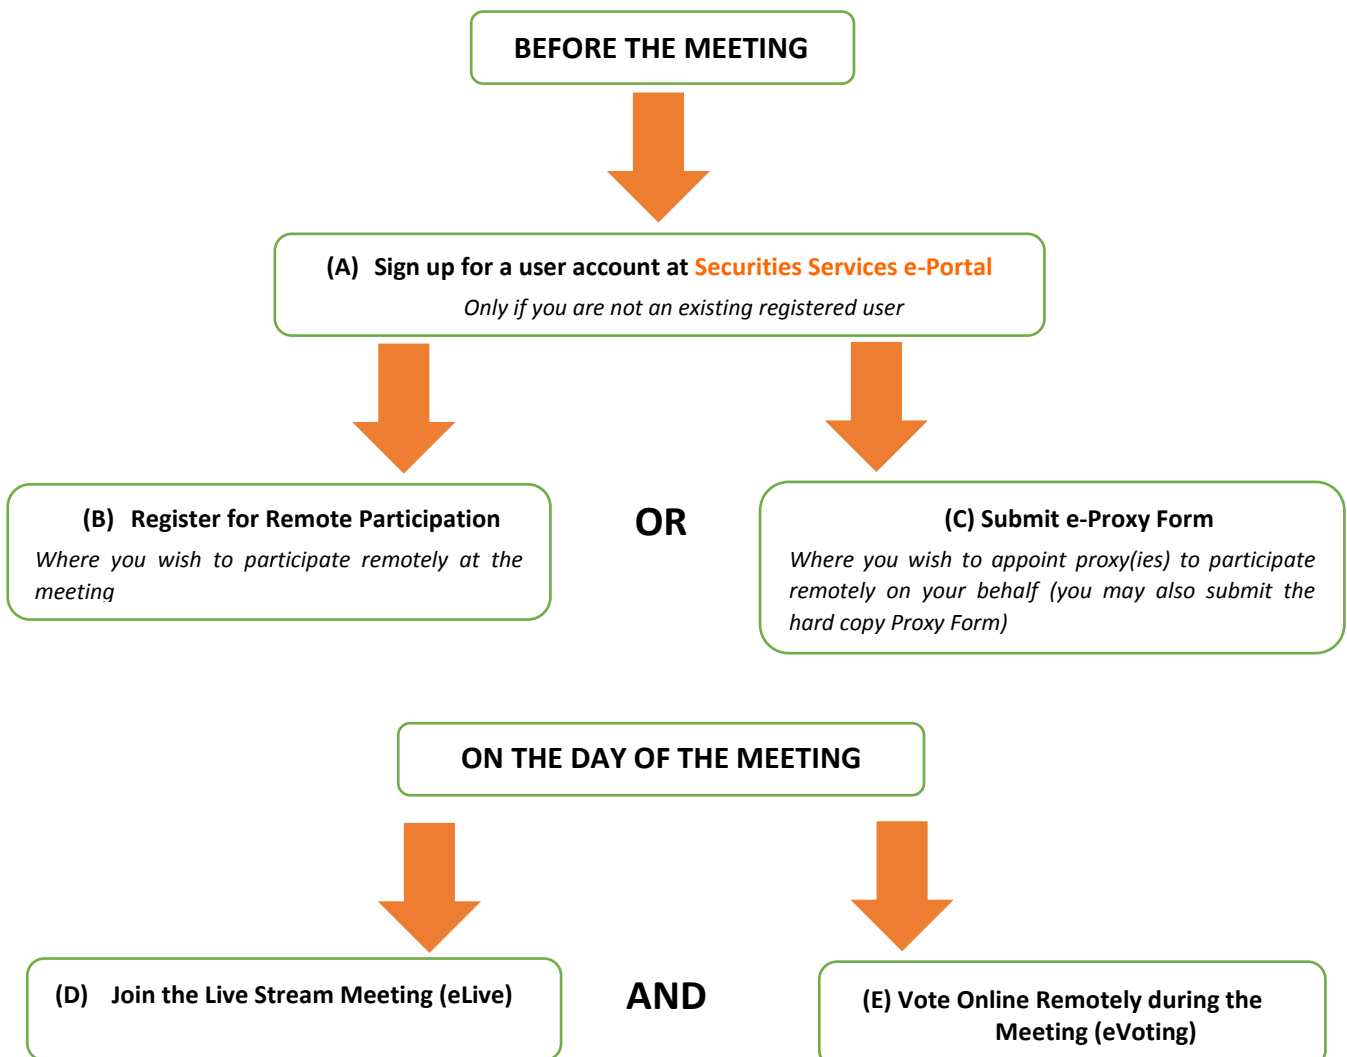 BEFORE THE MEETING
(A) Sign up for a user account at Securities Services e-Portal
Only if you are not an existing registered user
(B) Register for Remote Participation
Where you wish to participate remotely at the
meeting
OR
(C) Submit e-Proxy Form
Where you wish to appoint proxy(ies) to participate
remotely on your behalf (you may also submit the
hard copy Proxy Form)
ON THE DAY OF THE MEETING
(D) Join the Live Stream Meeting (eLive)
AND
(E) Vote Online Remotely during the
Meeting (eVoting)